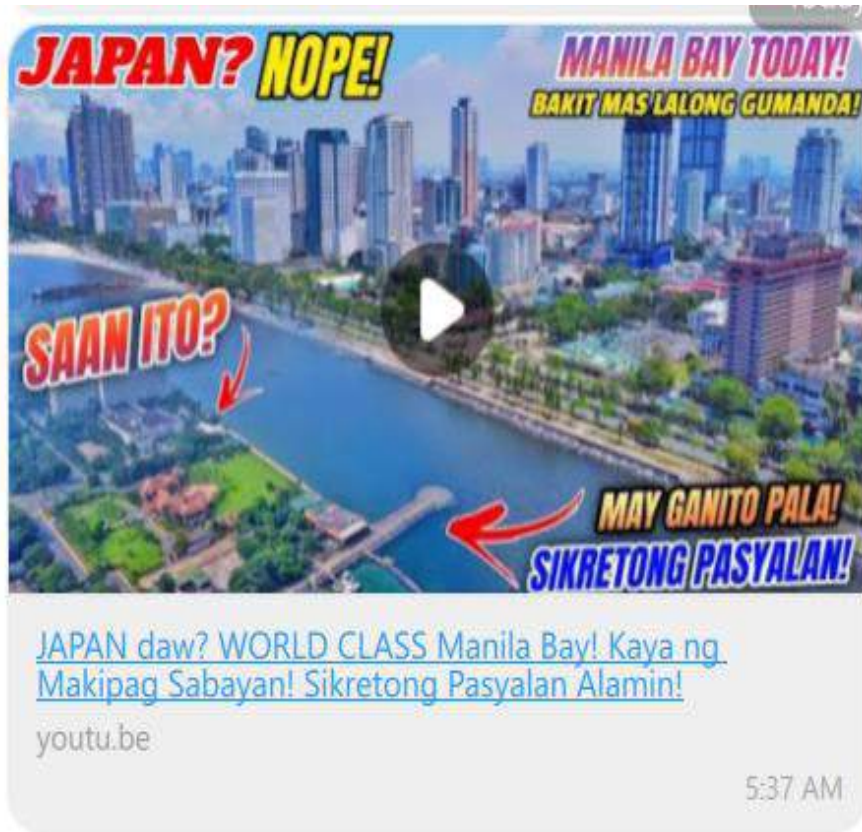 JAPAN? NOPE!
MANILA BAY TODAY!
BAKIT MAS LALONG GUMANDA!
SAAN ITO?
MAY GANITO PALA!
SIKRETONG PASYALAN!
JAPAN daw? WORLD CLASS Manila Bay! Kaya ng
Makipag Sabayan! Sikretong Pasyalan Alamin!
youtu.be
5:37 AM